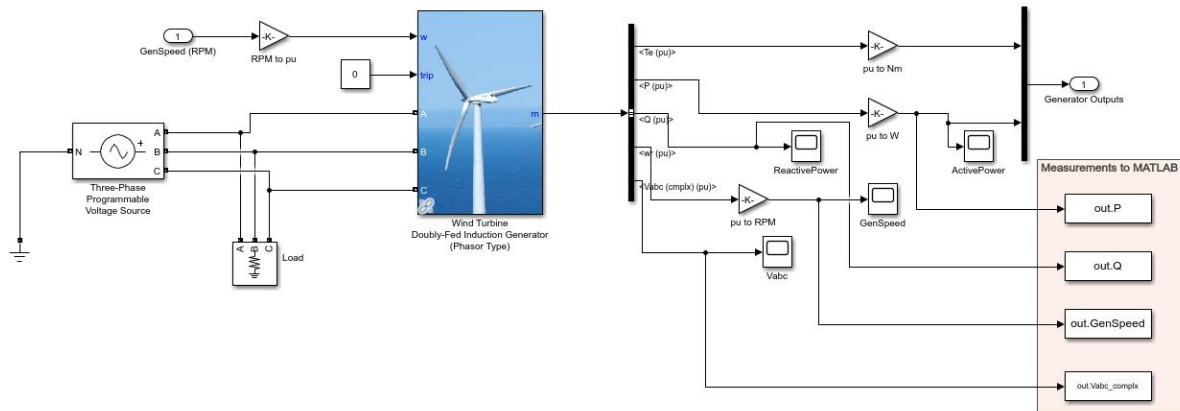 1
GenSpeed (RPM)
-K-
RPM to pu
0
w
trip
A
B
C
m
N
A
B
C
Three-Phase
Programmable
Voltage Source
A
B
C
Load
Wind Turbine
Doubly-Fed Induction Generator
(Phasor Type)
<Te (pu)>
<P (pu)>
<Q (pu)>
<wr (pu)>
<Vabc (cmplx) (pu)>
-K-
pu to Nm
-K-
pu to W
ReactivePower
ActivePower
-K-
pu to RPM
GenSpeed
Vabc
1
Generator Outputs
Measurements to MATLAB
out.P
out.Q
out.GenSpeed
out.Vabc_complx